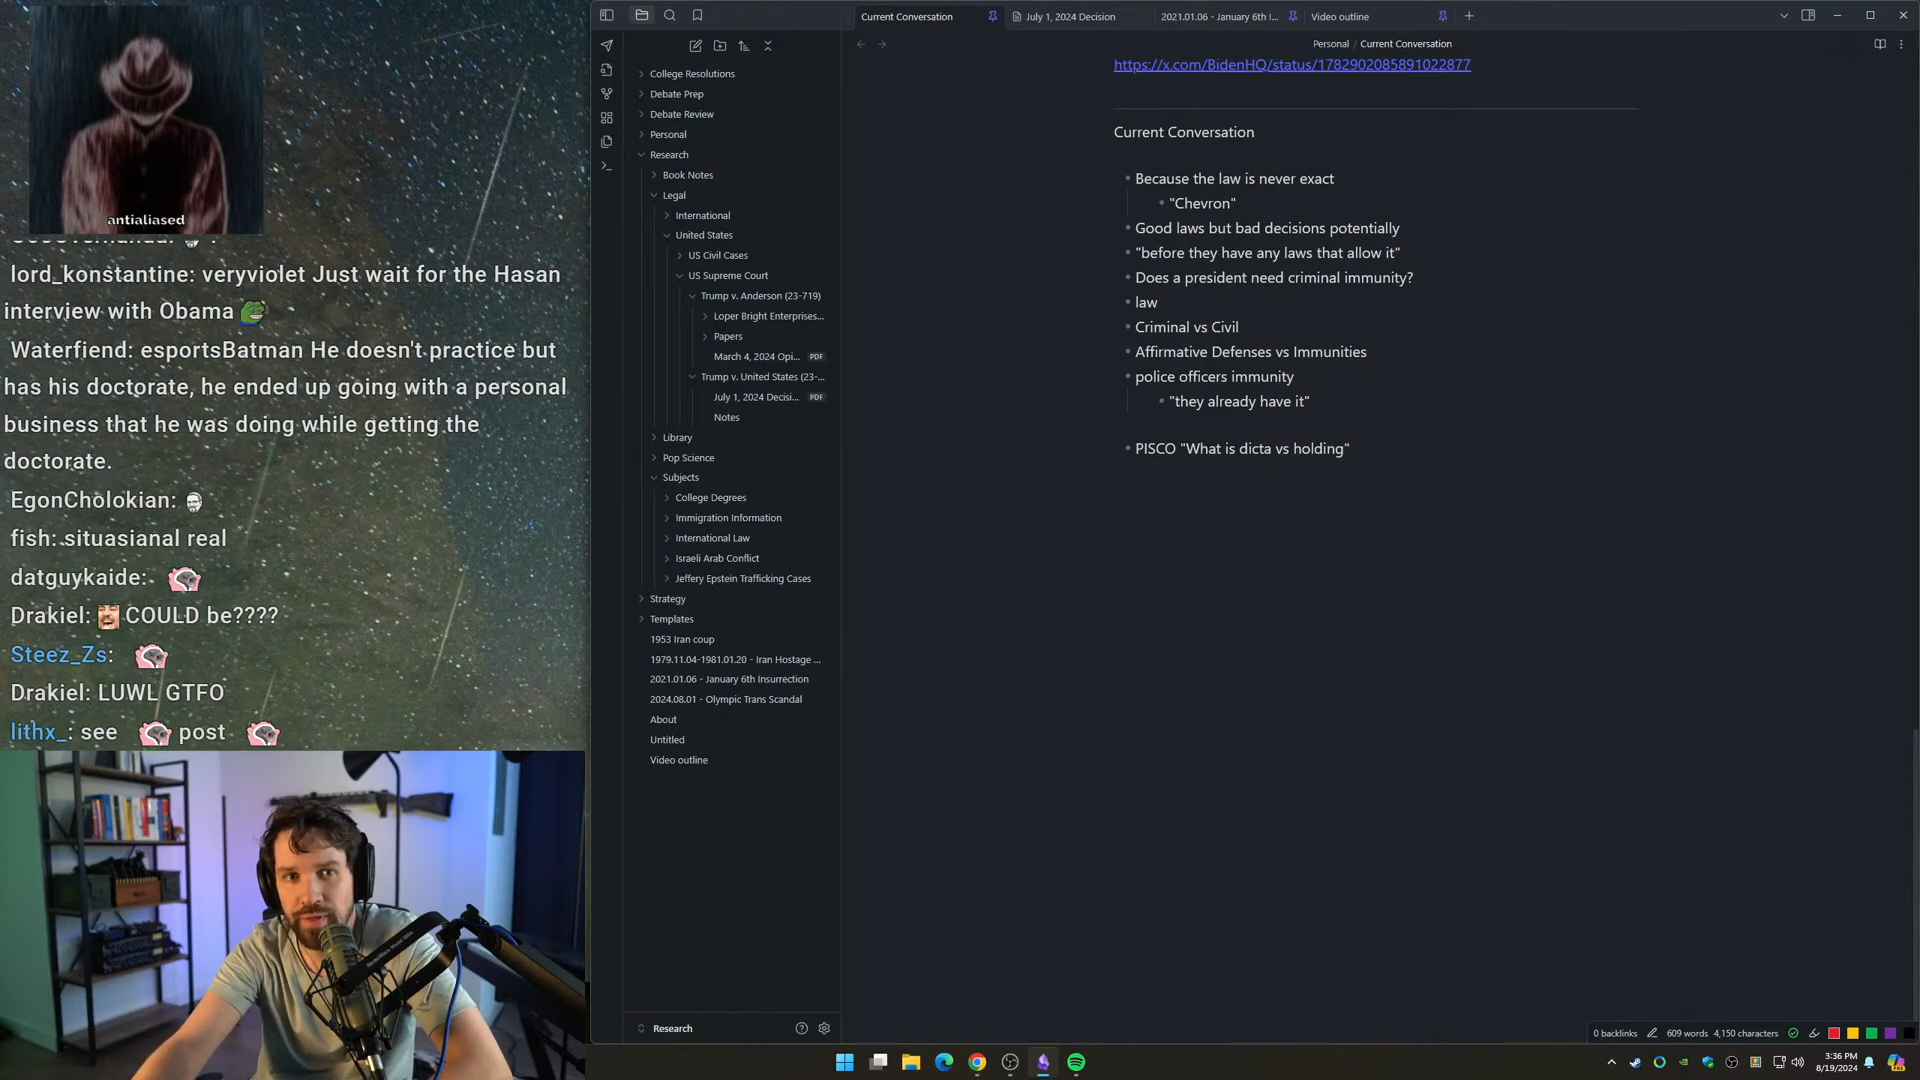 antialiased
lord_konstantine: veryviolet Just wait for the Hasan
interview with Obama
Waterfiend: esportsBatman He doesn't practice but
has his doctorate, he ended up going with a personal
business that he was doing while getting the
doctorate.
EgonCholokian:
fish: situasianal real
datguykaide:
Drakiel: COULD be????
Steez_Zs:
Drakiel: LUWL GTFO
lithx_: see post
College Resolutions
Debate Prep
Debate Review
Personal
Research
Book Notes
Legal
International
United States
US Civil Cases
US Supreme Court
Trump v. Anderson (23-719)
Loper Bright Enterprises...
Papers
March 4, 2024 Opi... PDF
Trump v. United States (23-...
July 1, 2024 Decisi... PDF
Notes
Library
Pop Science
Subjects
College Degrees
Immigration Information
International Law
Israeli Arab Conflict
Jeffery Epstein Trafficking Cases
Strategy
Templates
1953 Iran coup
1979.11.04-1981.01.20 - Iran Hostage ...
2021.01.06 - January 6th Insurrection
2024.08.01 - Olympic Trans Scandal
About
Untitled
Video outline
Research
Current Conversation
July 1, 2024 Decision
2021.01.06 - January 6th I...
Video outline
Personal / Current Conversation
https://x.com/BidenHQ/status/1782902085891022877
Current Conversation
Because the law is never exact
"Chevron"
Good laws but bad decisions potentially
"before they have any laws that allow it"
Does a president need criminal immunity?
law
Criminal vs Civil
Affirmative Defenses vs Immunities
police officers immunity
"they already have it"
PISCO "What is dicta vs holding"
0 backlinks 609 words 4,150 characters
3:36 PM
8/19/2024